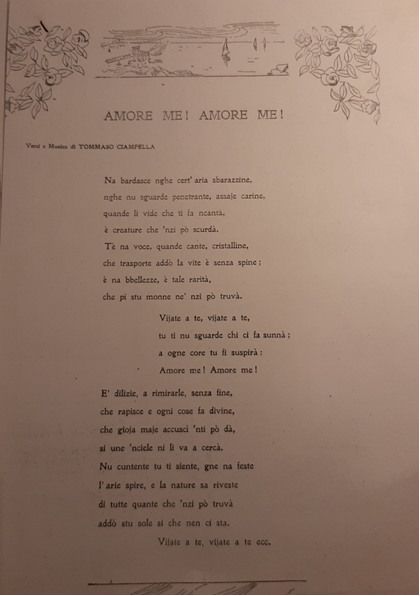 AMORE ME! AMORE ME!
Versi e Musica di TOMMASO CIAMPELLA
Na bardasce nghe cert' aria sbarazzine,
nghe nu sguarde penetrante, assaje carine,
quande li vide che ti fa ncantà,
è creature che 'nzi pò scurdà.
Tè na voce, quande cante, cristalline,
che trasporte addò la vite è senza spine;
è na bbellezze, è tale rarità,
che pi stu monne ne' nzi pò truvà.
Vijate a te, vijate a te,
tu ti nu sguarde chi ci fa sunnà;
a ogne core tu fi suspirà:
Amore me! Amore me!
E' dilizie, a rimirarle, senza fine,
che rapisce e ogni cose fa divine,
che gioia maje accusci 'nti pò dà,
si une 'nciele ni li va a cercà.
Nu cuntente tu ti siente, gne na feste
l'arie spire, e la nature sa riveste
di tutte quante che 'nzi pò truvà
addò stu sole si che nen ci sta.
Vijate a te, vijate a te ecc.